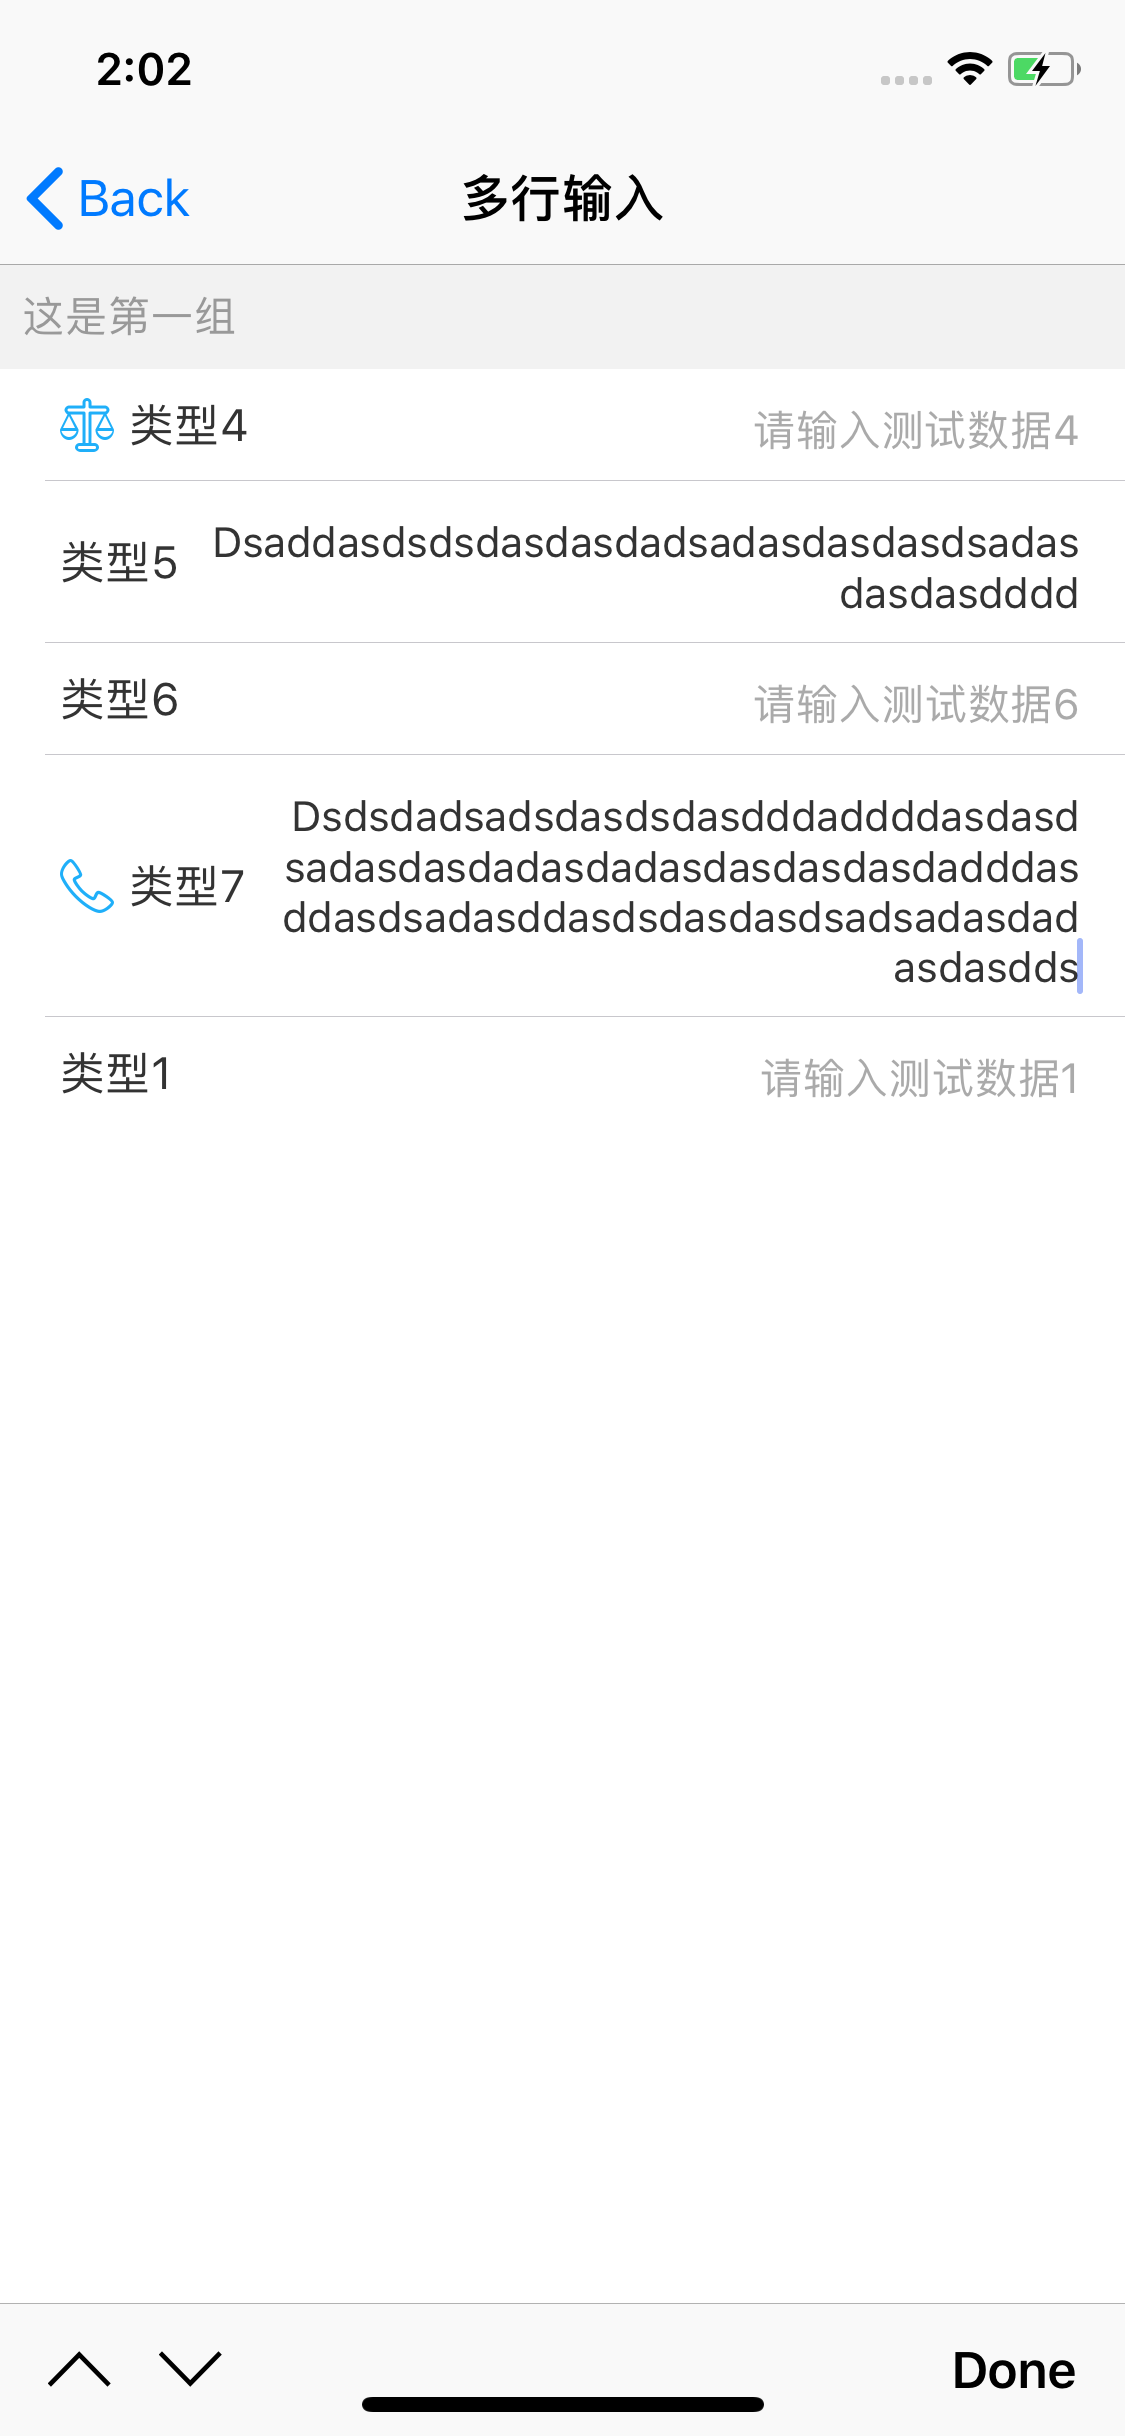 2:02
Back
多行输入
这是第一组
类型4
请输入测试数据4
类型5
Dsaddasdsdsdasdasdadsadasdasdasdsadas
dasdasdddd
类型6
请输入测试数据6
Dsdsdadsadsdasdsdasdddaddddasdasd
sadasdasdadasdadasdasdasdasdadddas
类型7
ddasdsadasddasdsdasdasdsadsadasdad
asdasdds
类型1
请输入测试数据1
Done